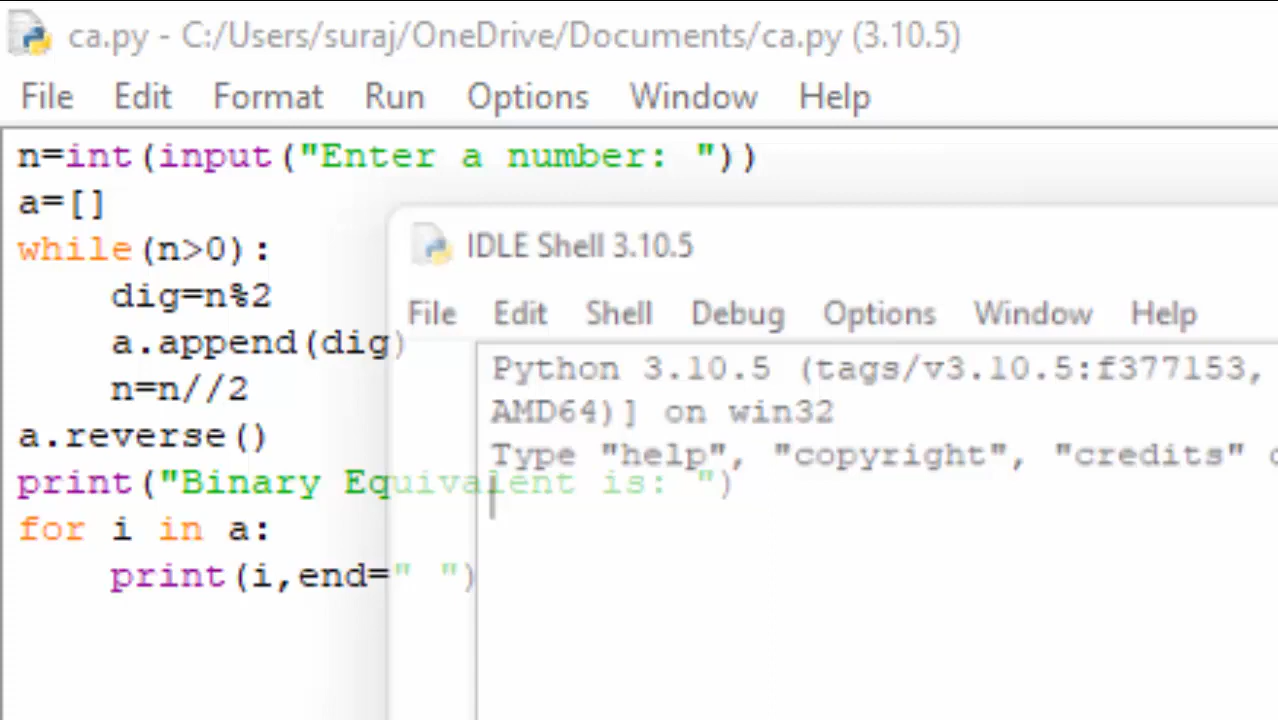 ca.py - C:/Users/suraj/OneDrive/Documents/ca.py (3.10.5)
File Edit Format Run Options Window Help
n=int(input("Enter a number: "))
a=[]
while(n>0):
    dig=n%2
    a.append(dig)
    n=n//2
a.reverse()
print("Binary Equivalent is: ")
for i in a:
    print(i,end=" ")
IDLE Shell 3.10.5
File Edit Shell Debug Options Window Help
Python 3.10.5 (tags/v3.10.5:f377153,
AMD64)] on win32
Type "help", "copyright", "credits"